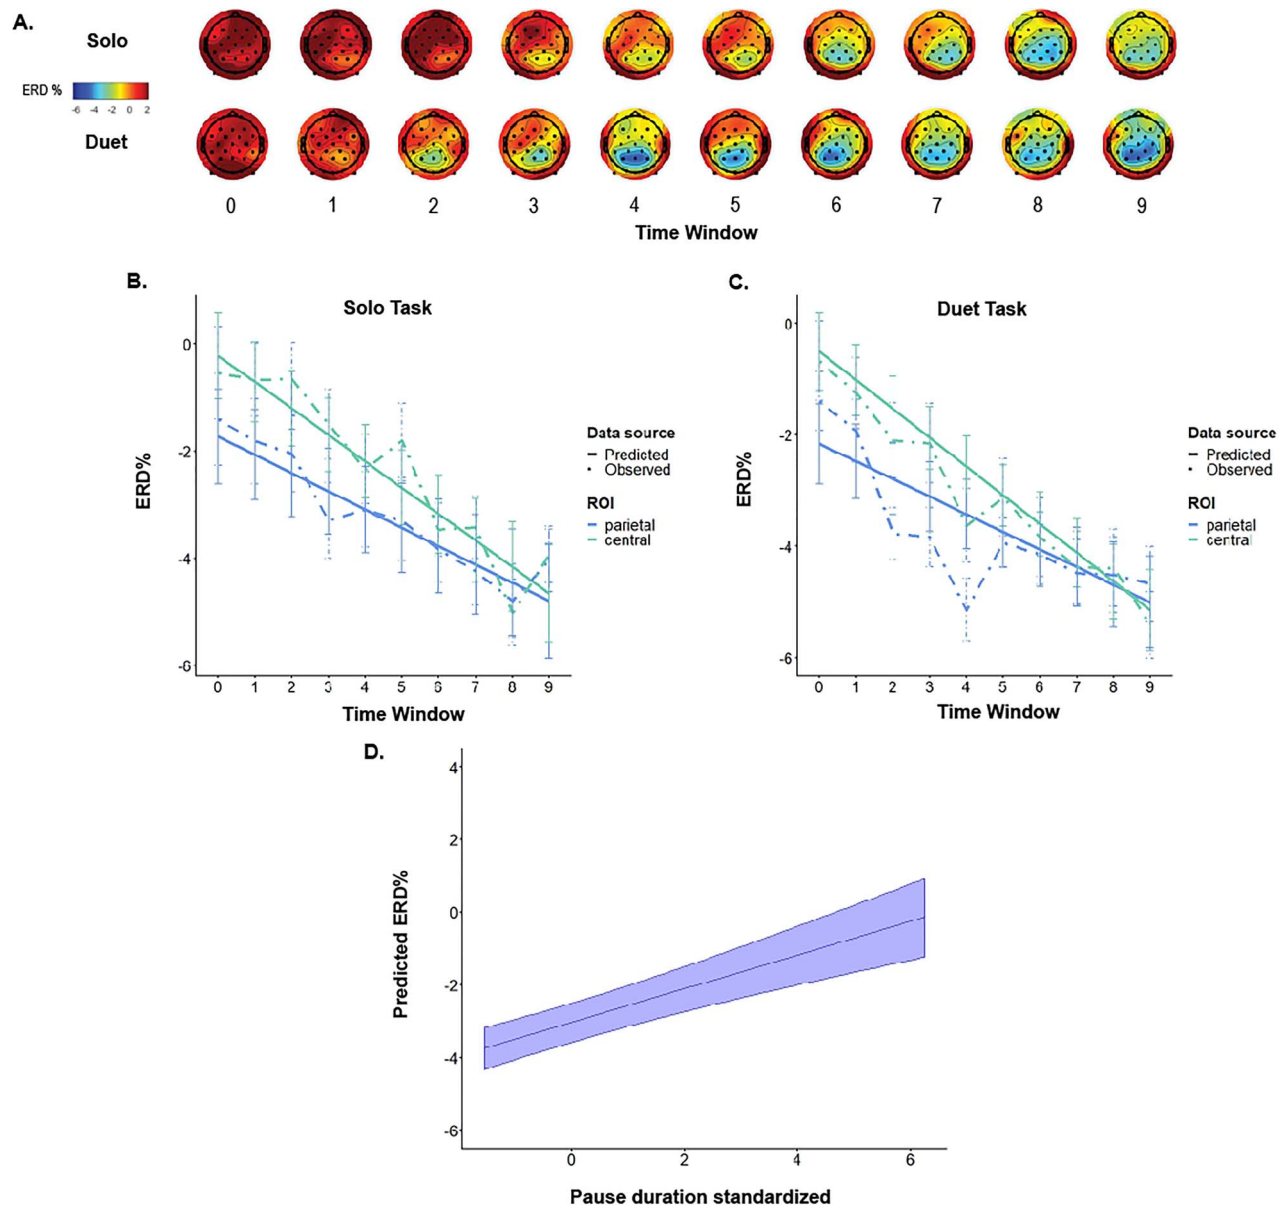 A.
Solo
ERD %
-6 -4 -2 0 2
Duet
0 1 2 3 4 5 6 7 8 9
Time Window
B.
Solo Task
0
-2
-4
-6
ERD%
0 1 2 3 4 5 6 7 8 9
Time Window
Data source
Predicted
Observed
ROI
parietal
central
C.
Duet Task
0
-2
-4
-6
ERD%
0 1 2 3 4 5 6 7 8 9
Time Window
Data source
Predicted
Observed
ROI
parietal
central
D.
4
2
0
-2
-4
-6
Predicted ERD%
0 2 4 6
Pause duration standardized